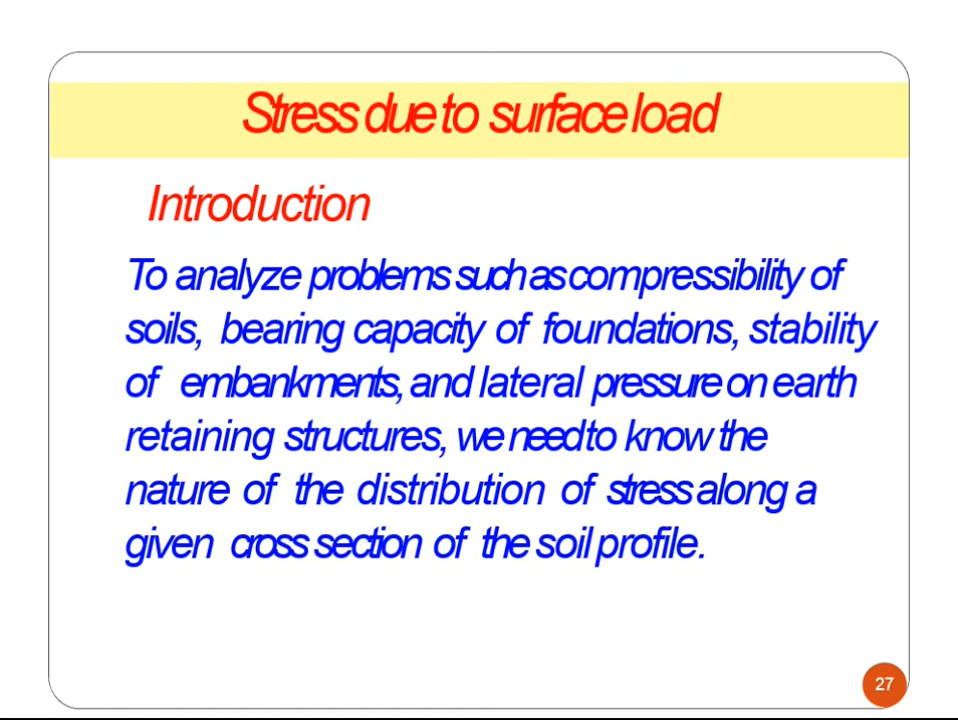 Stress due to surface load
Introduction
To analyze problems such as compressibility of
soils, bearing capacity of foundations, stability
of embankments, and lateral pressure on earth
retaining structures, we need to know the
nature of the distribution of stress along a
given cross section of the soil profile.
27